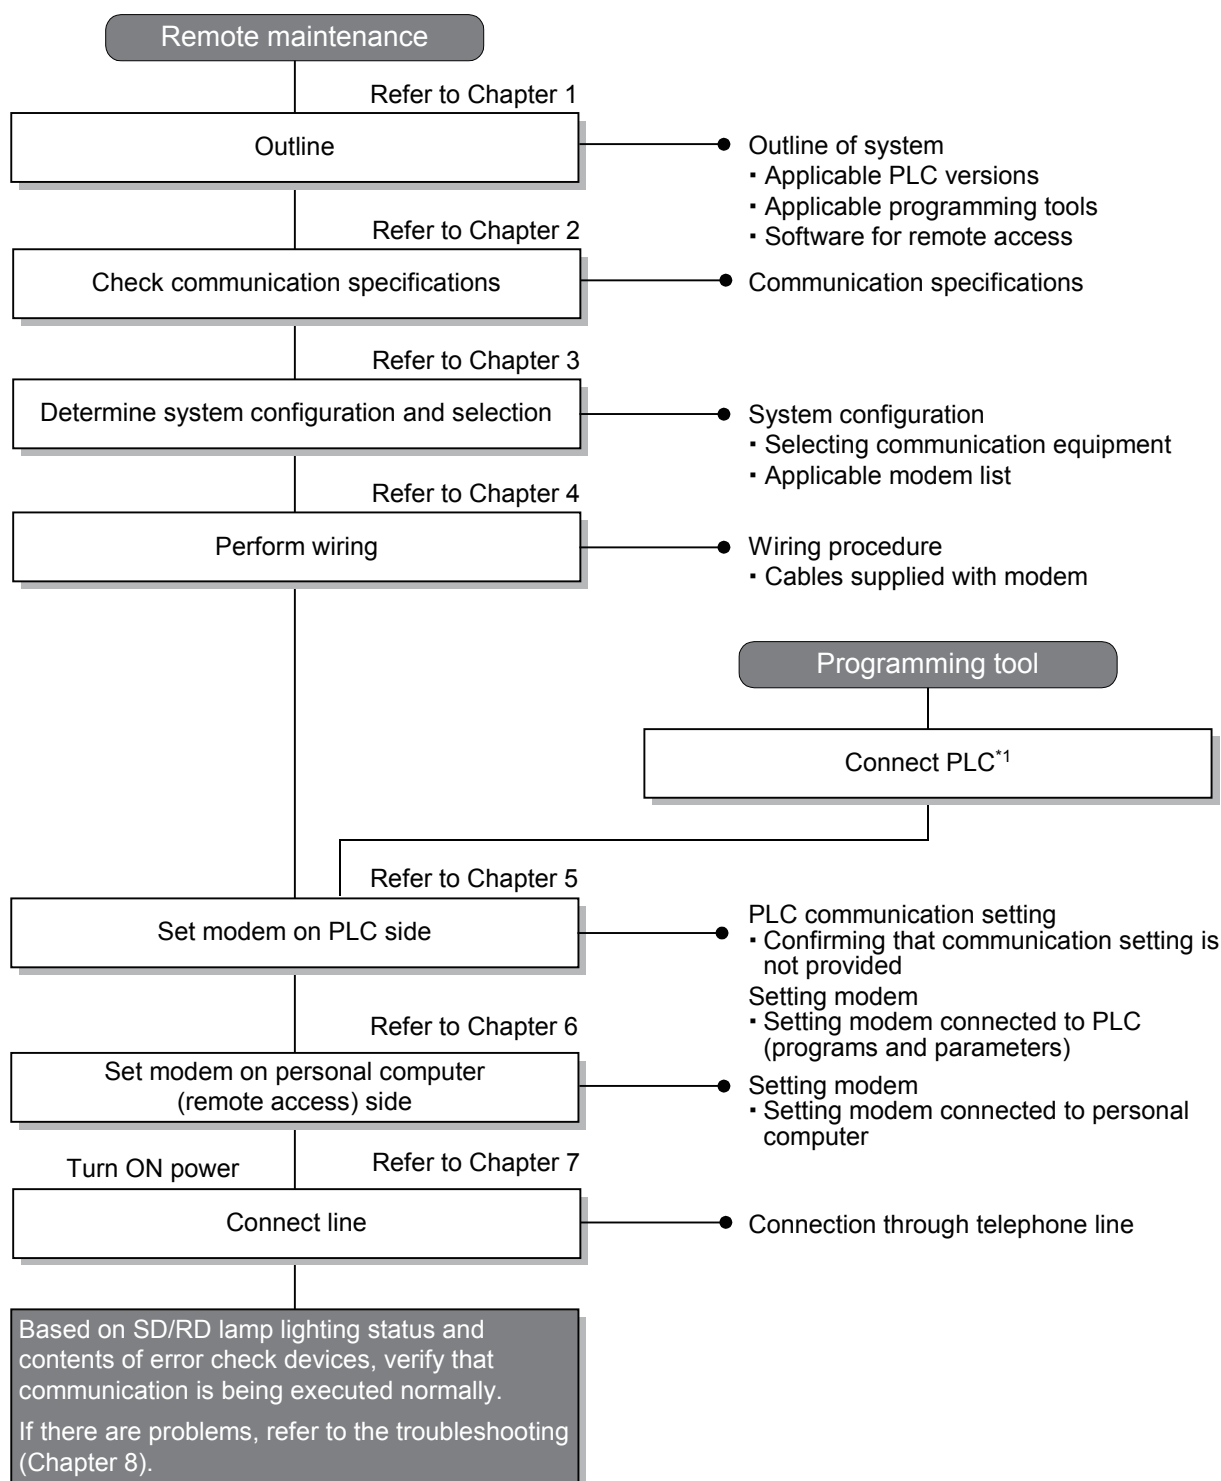 Remote maintenance
Refer to Chapter 1
Outline
Outline of system
▪ Applicable PLC versions
▪ Applicable programming tools
▪ Software for remote access
Refer to Chapter 2
Check communication specifications
Communication specifications
Refer to Chapter 3
Determine system configuration and selection
System configuration
▪ Selecting communication equipment
▪ Applicable modem list
Refer to Chapter 4
Perform wiring
Wiring procedure
▪ Cables supplied with modem
Programming tool
Connect PLC*1
Refer to Chapter 5
Set modem on PLC side
PLC communication setting
▪ Confirming that communication setting is
not provided
Setting modem
▪ Setting modem connected to PLC
(programs and parameters)
Refer to Chapter 6
Set modem on personal computer
(remote access) side
Setting modem
▪ Setting modem connected to personal
computer
Turn ON power
Refer to Chapter 7
Connect line
Connection through telephone line
Based on SD/RD lamp lighting status and
contents of error check devices, verify that
communication is being executed normally.
If there are problems, refer to the troubleshooting
(Chapter 8).